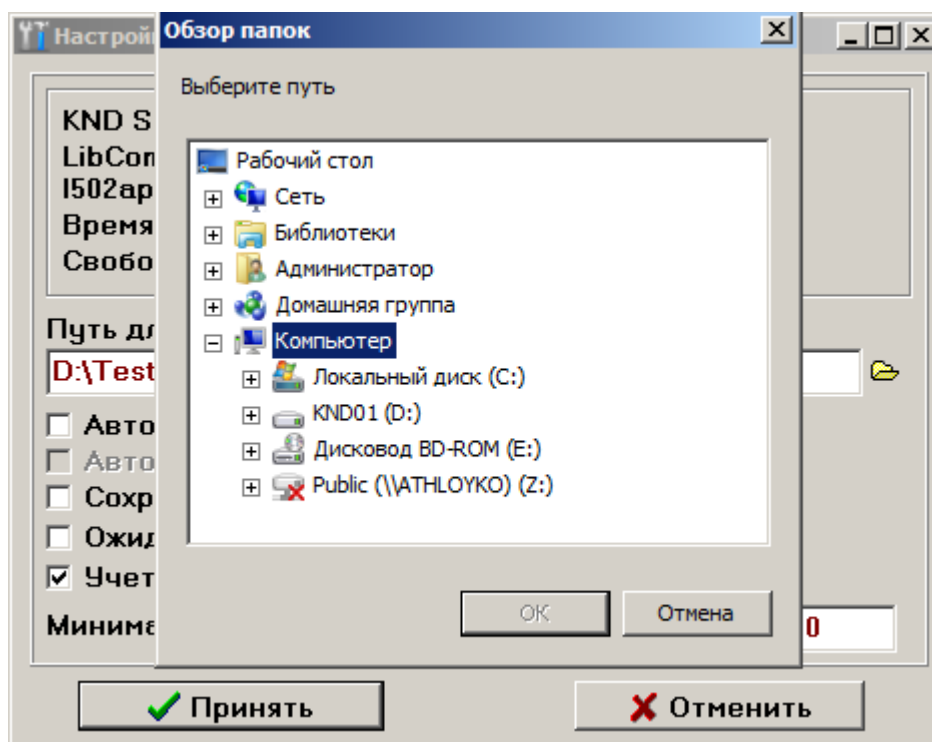 Настрой
Обзор папок
Выберите путь
KND S
LibCon
l502ap
Время
Свобо
Рабочий стол
Сеть
Библиотеки
Администратор
Домашняя группа
Компьютер
Локальный диск (C:)
KND01 (D:)
Дисковод BD-ROM (E:)
Public (\\ATHLOYKO) (Z:)
Путь дл
D:\Test
Авто
Авто
Сохр
Ожид
Учет
Миниме
0
ОК
Отмена
Принять
Отменить